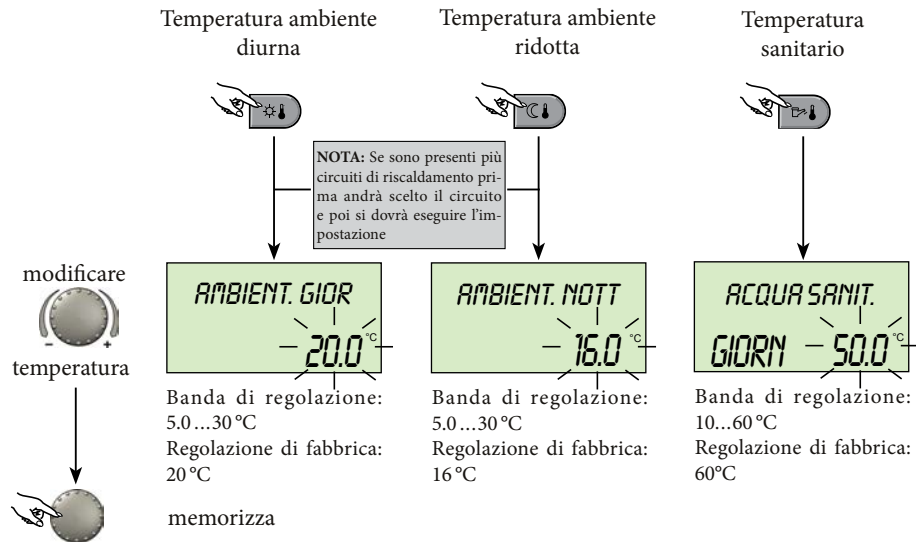 Temperatura ambiente
diurna
Temperatura ambiente
ridotta
Temperatura
sanitario
NOTA: Se sono presenti più
circuiti di riscaldamento pri-
ma andrà scelto il circuito
e poi si dovrà eseguire l'im-
postazione
modificare
- +
temperatura
AMBIENT. GIOR
20.0 °C
AMBIENT. NOTT
16.0 °C
ACQUA SANIT.
GIORN 50.0 °C
Banda di regolazione:
5.0...30 °C
Regolazione di fabbrica:
20 °C
Banda di regolazione:
5.0...30 °C
Regolazione di fabbrica:
16 °C
Banda di regolazione:
10...60 °C
Regolazione di fabbrica:
60°C
memorizza